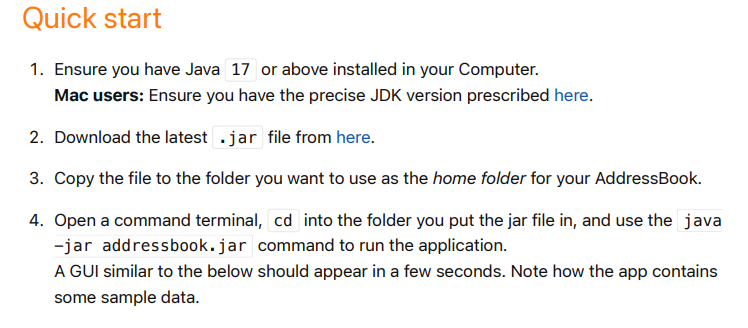 Quick start
1. Ensure you have Java 17 or above installed in your Computer.
Mac users: Ensure you have the precise JDK version prescribed here.
2. Download the latest .jar file from here.
3. Copy the file to the folder you want to use as the home folder for your AddressBook.
4. Open a command terminal, cd into the folder you put the jar file in, and use the java
-jar addressbook.jar command to run the application.
A GUI similar to the below should appear in a few seconds. Note how the app contains
some sample data.